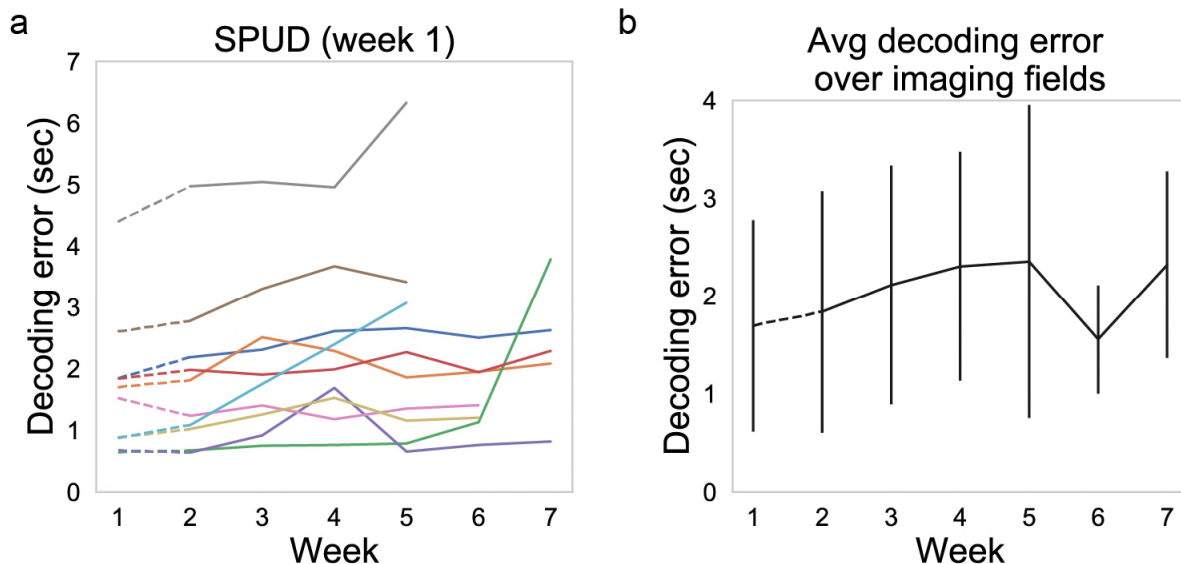 a
SPUD (week 1)
Decoding error (sec)
7
6
5
4
3
2
1
0
1 2 3 4 5 6 7
Week
b
Avg decoding error
over imaging fields
Decoding error (sec)
4
3
2
1
0
1 2 3 4 5 6 7
Week